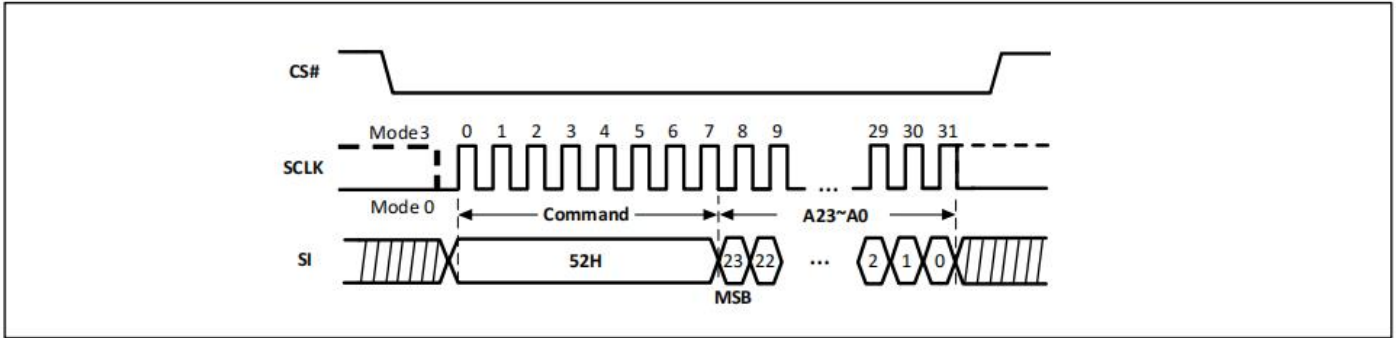 CS#
Mode3 0 1 2 3 4 5 6 7 8 9 29 30 31
SCLK
...
Mode 0
Command A23~A0
SI 52H 23 22 ... 2 1 0
MSB